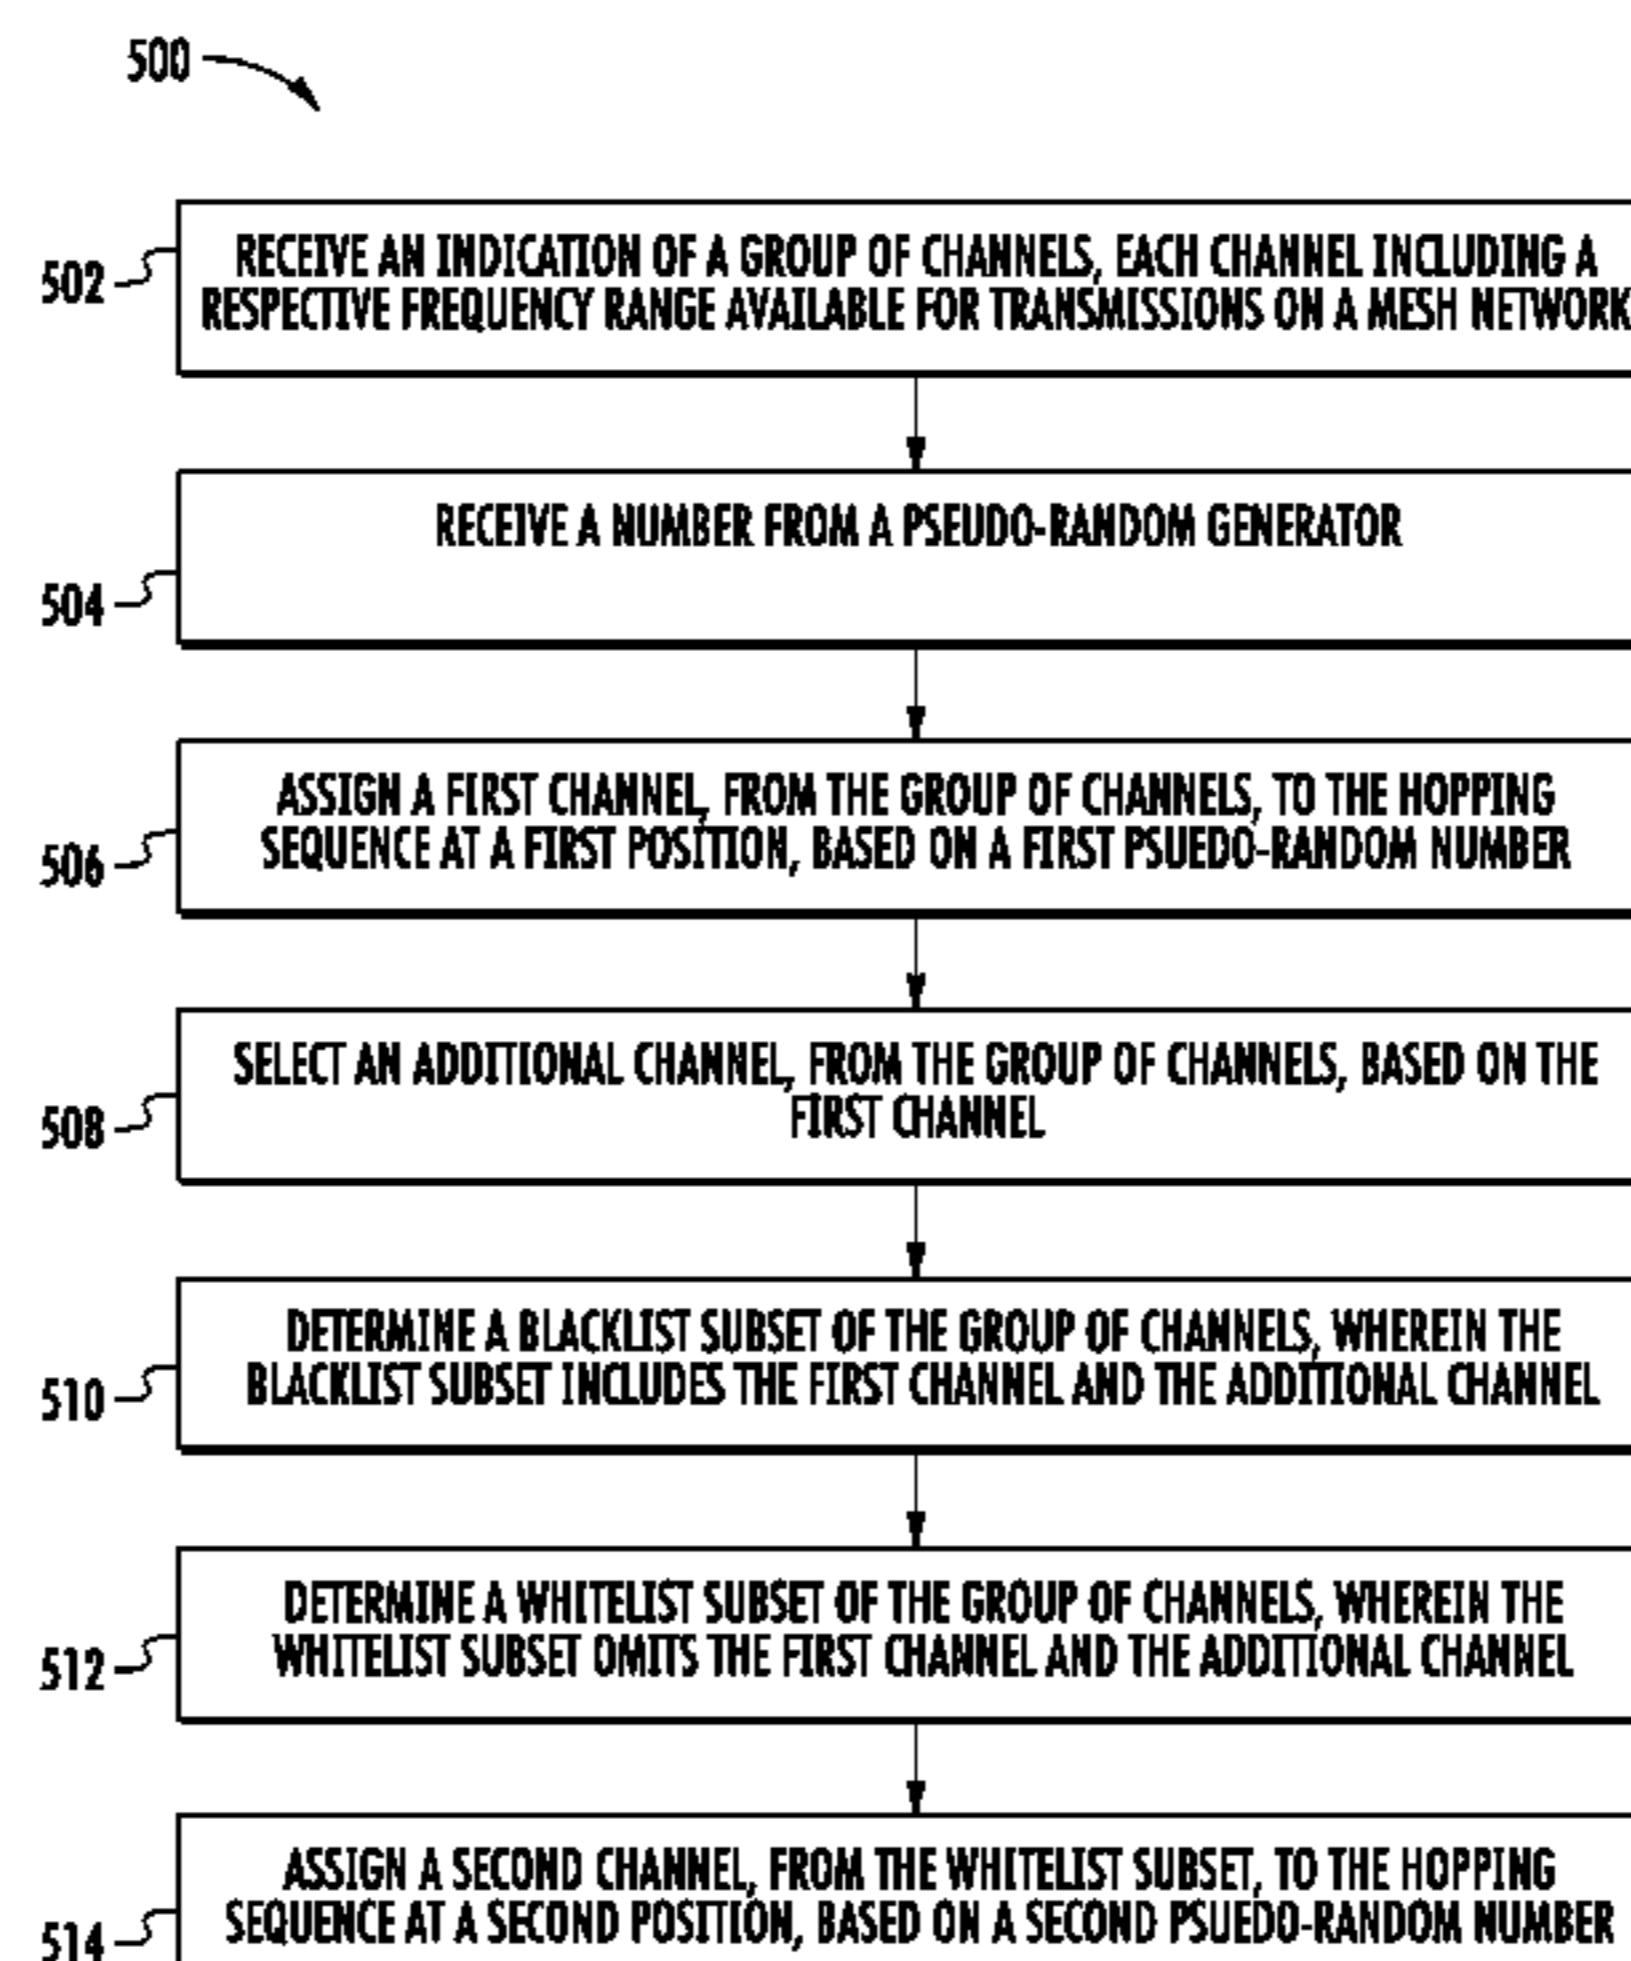 500
502
RECEIVE AN INDICATION OF A GROUP OF CHANNELS, EACH CHANNEL INCLUDING A
RESPECTIVE FREQUENCY RANGE AVAILABLE FOR TRANSMISSIONS ON A MESH NETWORK
504
RECEIVE A NUMBER FROM A PSEUDO-RANDOM GENERATOR
506
ASSIGN A FIRST CHANNEL, FROM THE GROUP OF CHANNELS, TO THE HOPPING
SEQUENCE AT A FIRST POSITION, BASED ON A FIRST PSUEDO-RANDOM NUMBER
508
SELECT AN ADDITIONAL CHANNEL, FROM THE GROUP OF CHANNELS, BASED ON THE
FIRST CHANNEL
510
DETERMINE A BLACKLIST SUBSET OF THE GROUP OF CHANNELS, WHEREIN THE
BLACKLIST SUBSET INCLUDES THE FIRST CHANNEL AND THE ADDITIONAL CHANNEL
512
DETERMINE A WHITELIST SUBSET OF THE GROUP OF CHANNELS, WHEREIN THE
WHITELIST SUBSET OMITS THE FIRST CHANNEL AND THE ADDITIONAL CHANNEL
514
ASSIGN A SECOND CHANNEL, FROM THE WHITELIST SUBSET, TO THE HOPPING
SEQUENCE AT A SECOND POSITION, BASED ON A SECOND PSUEDO-RANDOM NUMBER